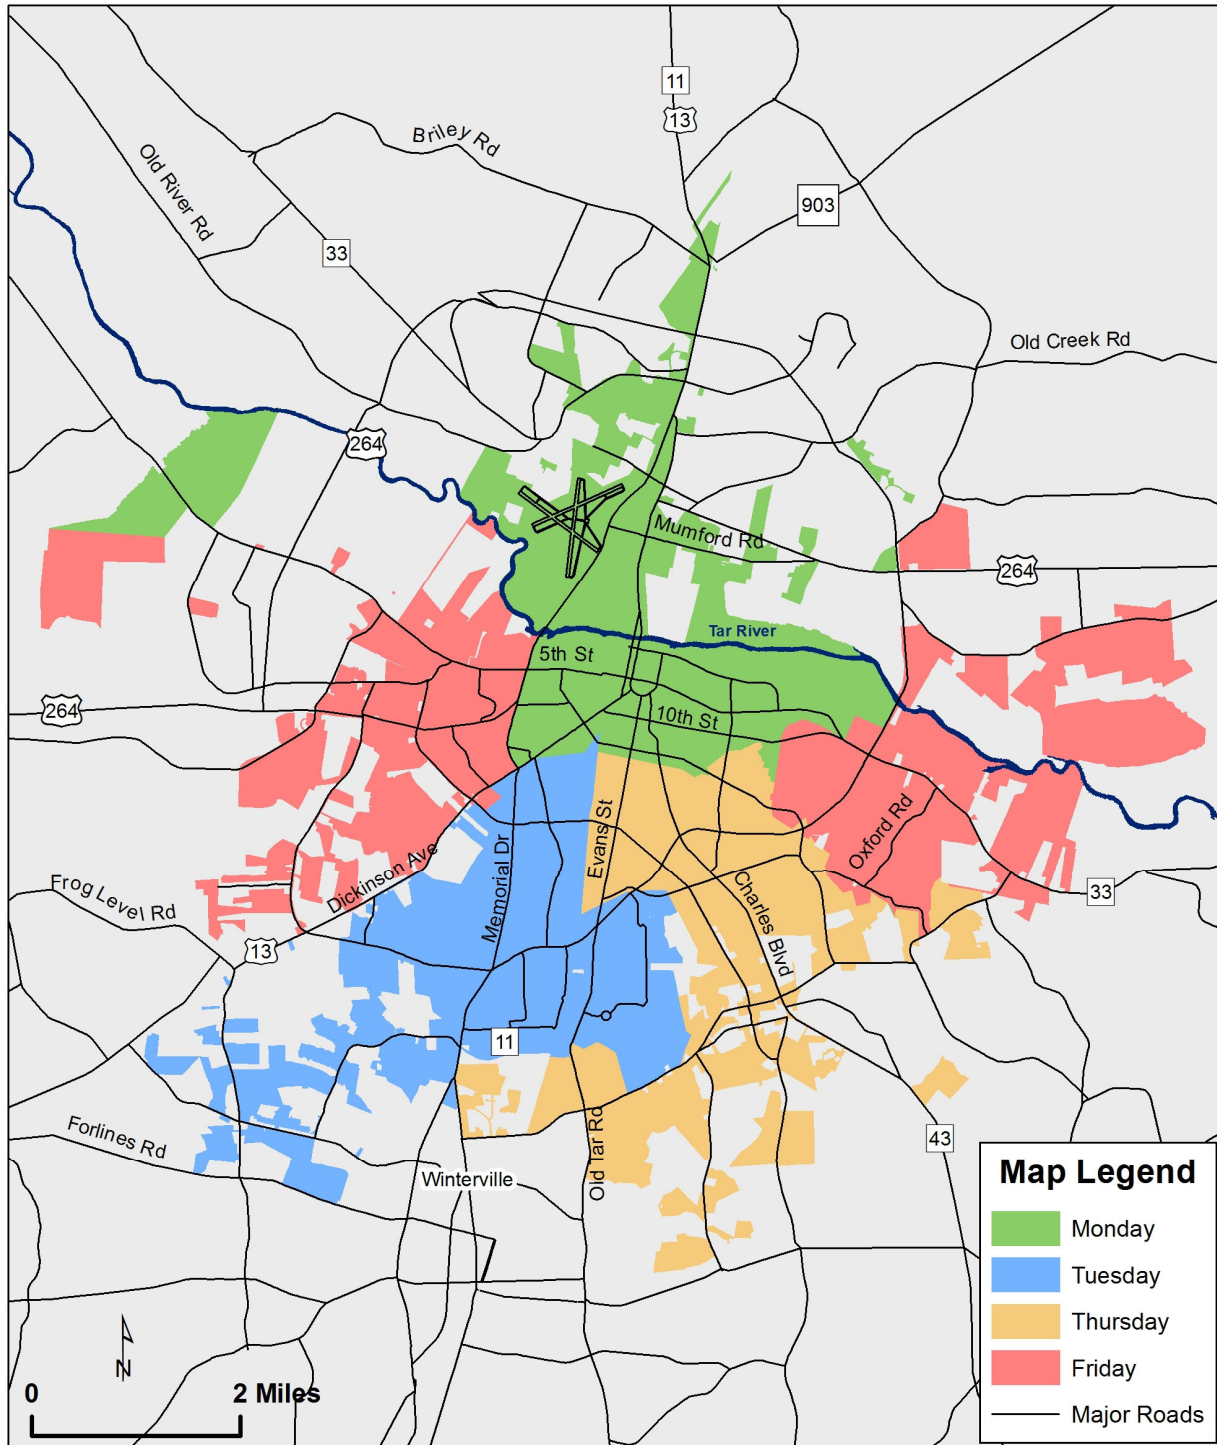 11
13
Briley Rd
Old River Rd
903
33
Old Creek Rd
264
Mumford Rd
264
Tar River
5th St
264
10th St
Evans St
Oxford Rd
Memorial Dr
Dickinson Ave
Charles Blvd
33
Frog Level Rd
13
11
Forlines Rd
Old Tar Rd
43
Winterville
Map Legend
Monday
Tuesday
Thursday
Friday
Major Roads
N
0 2 Miles